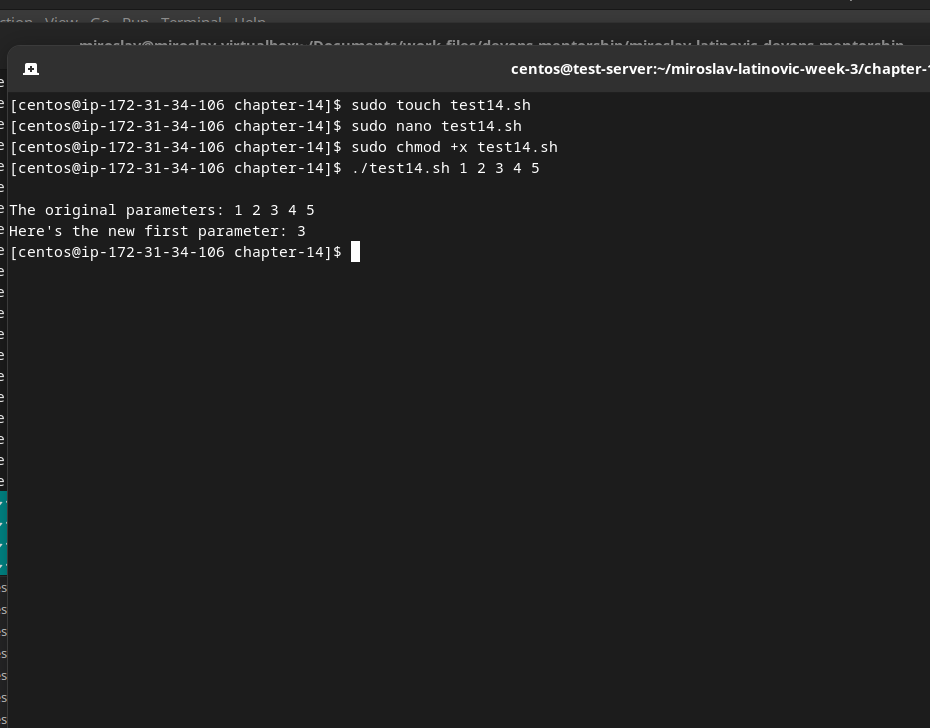 View Go Run Terminal Help
miroslav@miroslav-virtualbox:~/Documents/work-files/devops-mentorship/miroslav-latinovic-devops-mentorship
centos@test-server:~/miroslav-latinovic-week-3/chapter-1
[centos@ip-172-31-34-106 chapter-14]$ sudo touch test14.sh
[centos@ip-172-31-34-106 chapter-14]$ sudo nano test14.sh
[centos@ip-172-31-34-106 chapter-14]$ sudo chmod +x test14.sh
[centos@ip-172-31-34-106 chapter-14]$ ./test14.sh 1 2 3 4 5
The original parameters: 1 2 3 4 5
Here's the new first parameter: 3
[centos@ip-172-31-34-106 chapter-14]$